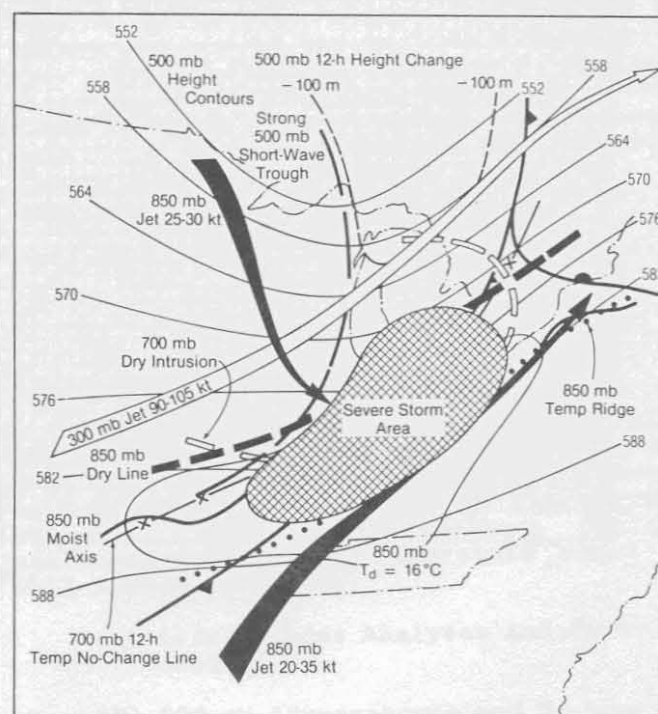 552
500 mb
Height
Contours
500 mb 12-h Height Change
-100 m
-100 m
558
552
558
Strong
500 mb
Short-Wave
Trough
564
564
850 mb
Jet 25-30 kt
570
576
582
570
700 mb
Dry Intrusion
576
300 mb Jet 90-105 kt
850 mb
Temp Ridge
Severe Storm
Area
850 mb
Dry Line
582
588
850 mb
Moist
Axis
850 mb
Td = 16°C
588
700 mb 12-h
Temp No-Change Line
850 mb
Jet 20-35 kt